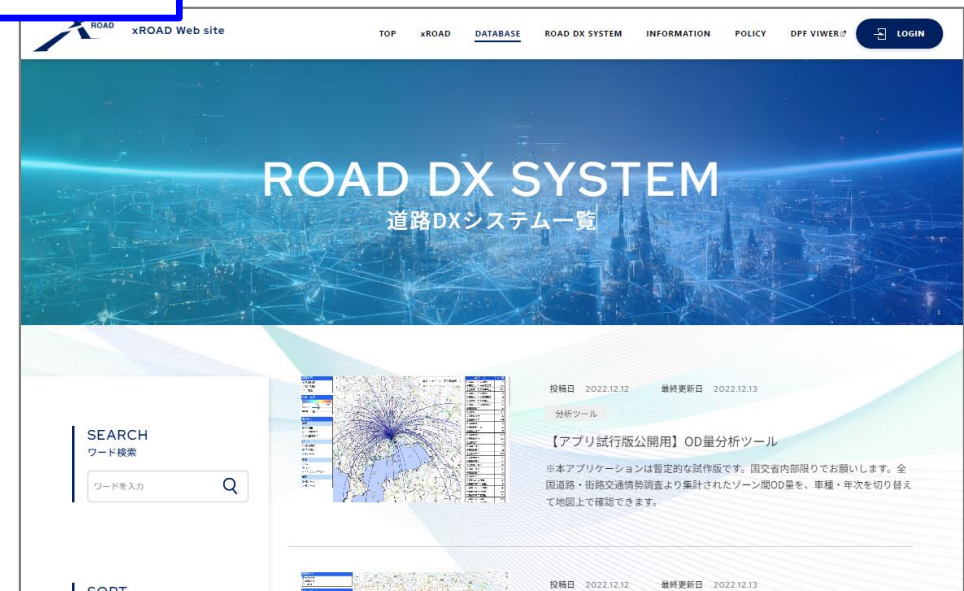 ROAD
xROAD Web site
TOP xROAD DATABASE ROAD DX SYSTEM INFORMATION POLICY DPF VIWER LOGIN
ROAD DX SYSTEM
道路DXシステム一覧
投稿日 2022.12.12 最終更新日 2022.12.13
分析ツール
【アプリ試行版公開用】OD量分析ツール
※本アプリケーションは暫定的な試作版です。国交省内部限りでお願いします。全
国道路・街路交通情勢調査より集計されたゾーン間OD量を、車種・年次を切り替え
て地図上で確認できます。
SEARCH
ワード検索
ワードを入力
投稿日 2022.12.12 最終更新日 2022.12.13
SORT